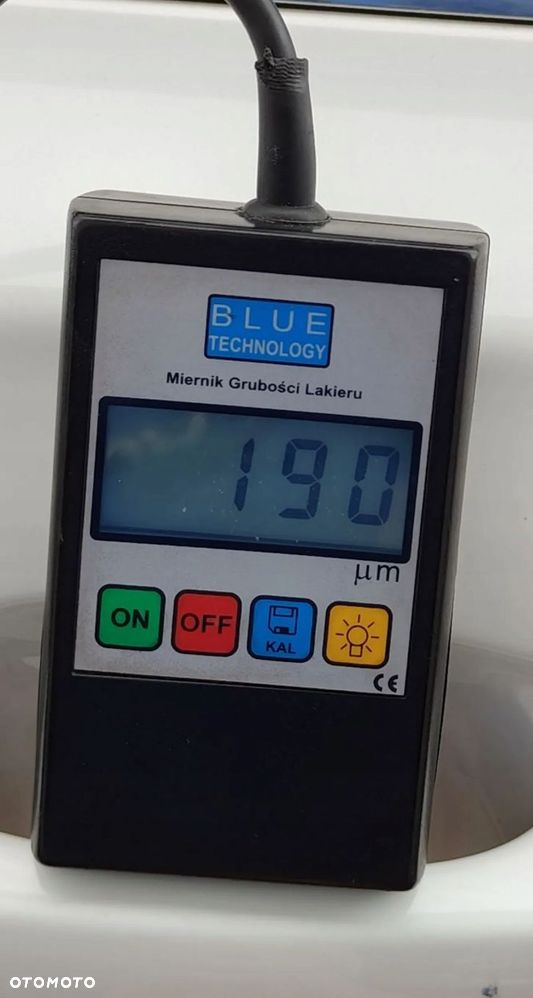 BLUE
TECHNOLOGY
Miernik Grubości Lakieru
190
µm
ON
OFF
KAL
CE
OTOMOTO